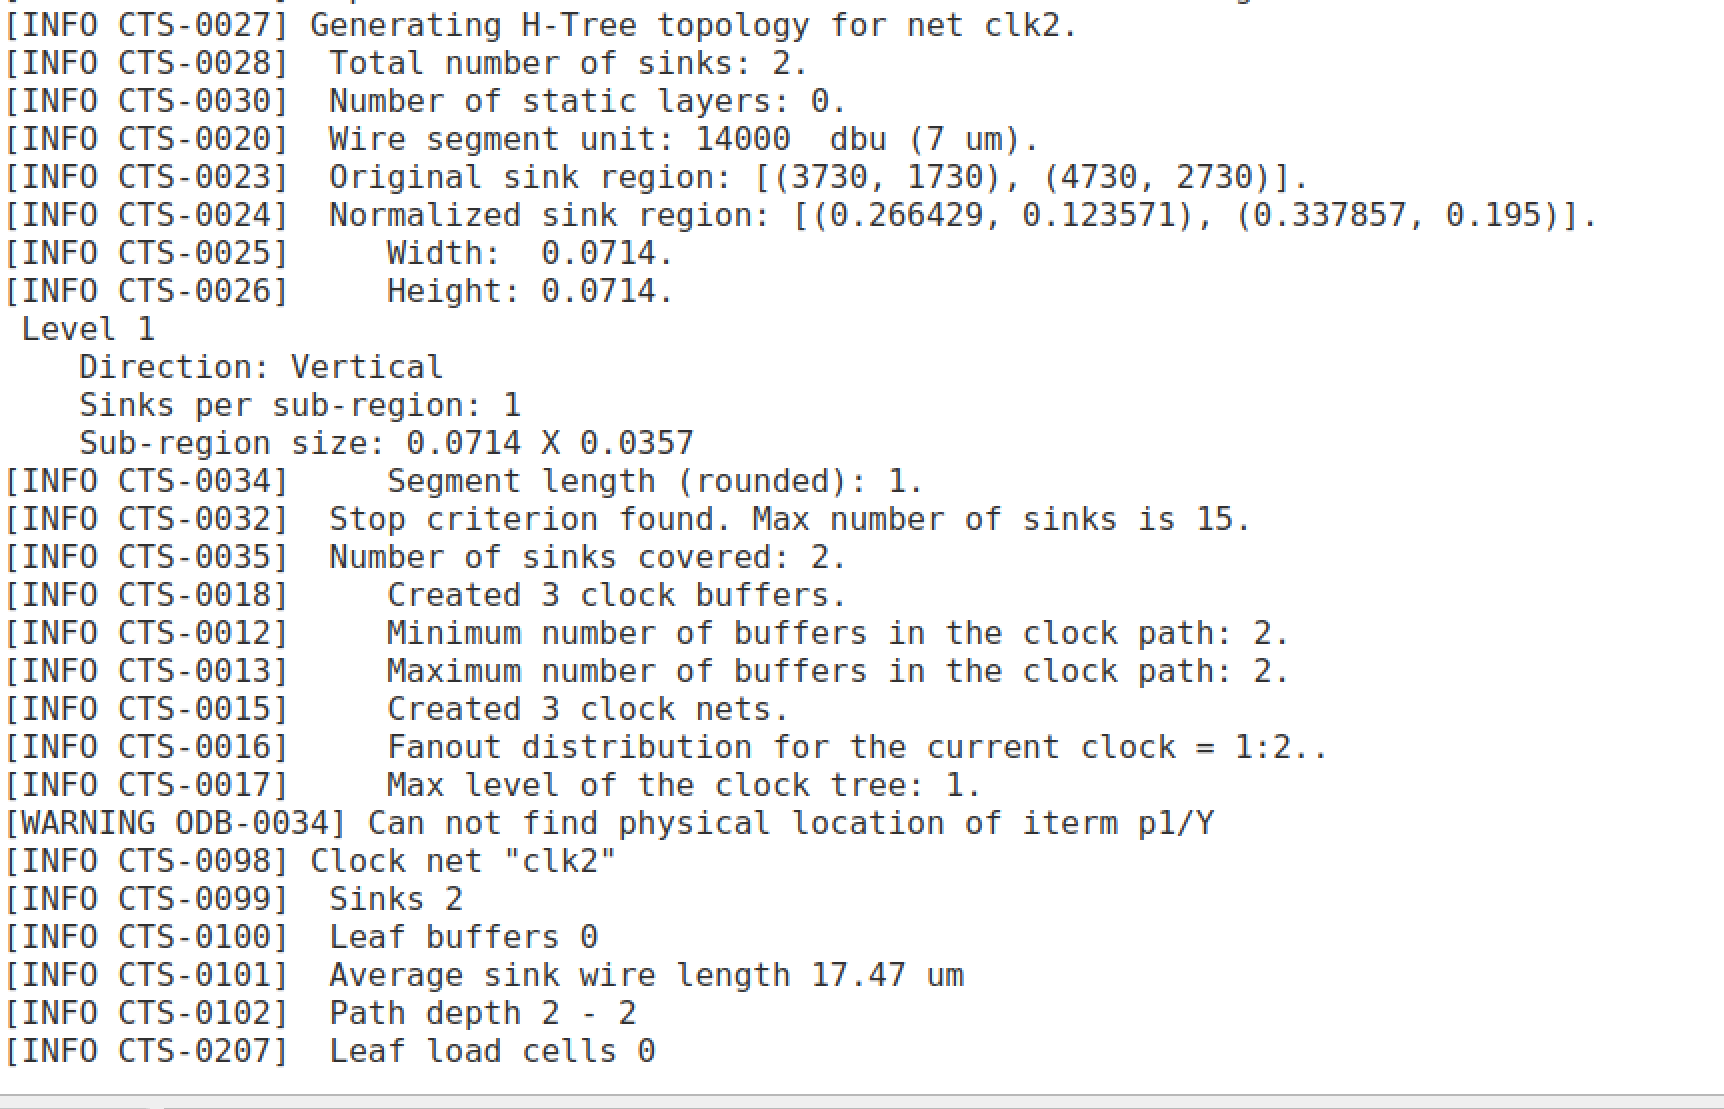 [INFO CTS-0027] Generating H-Tree topology for net clk2.
[INFO CTS-0028]  Total number of sinks: 2.
[INFO CTS-0030]  Number of static layers: 0.
[INFO CTS-0020]  Wire segment unit: 14000  dbu (7 um).
[INFO CTS-0023]  Original sink region: [(3730, 1730), (4730, 2730)].
[INFO CTS-0024]  Normalized sink region: [(0.266429, 0.123571), (0.337857, 0.195)].
[INFO CTS-0025]     Width:  0.0714.
[INFO CTS-0026]     Height: 0.0714.
 Level 1
    Direction: Vertical
    Sinks per sub-region: 1
    Sub-region size: 0.0714 X 0.0357
[INFO CTS-0034]     Segment length (rounded): 1.
[INFO CTS-0032]  Stop criterion found. Max number of sinks is 15.
[INFO CTS-0035]  Number of sinks covered: 2.
[INFO CTS-0018]     Created 3 clock buffers.
[INFO CTS-0012]     Minimum number of buffers in the clock path: 2.
[INFO CTS-0013]     Maximum number of buffers in the clock path: 2.
[INFO CTS-0015]     Created 3 clock nets.
[INFO CTS-0016]     Fanout distribution for the current clock = 1:2..
[INFO CTS-0017]     Max level of the clock tree: 1.
[WARNING ODB-0034] Can not find physical location of iterm p1/Y
[INFO CTS-0098] Clock net "clk2"
[INFO CTS-0099]  Sinks 2
[INFO CTS-0100]  Leaf buffers 0
[INFO CTS-0101]  Average sink wire length 17.47 um
[INFO CTS-0102]  Path depth 2 - 2
[INFO CTS-0207]  Leaf load cells 0